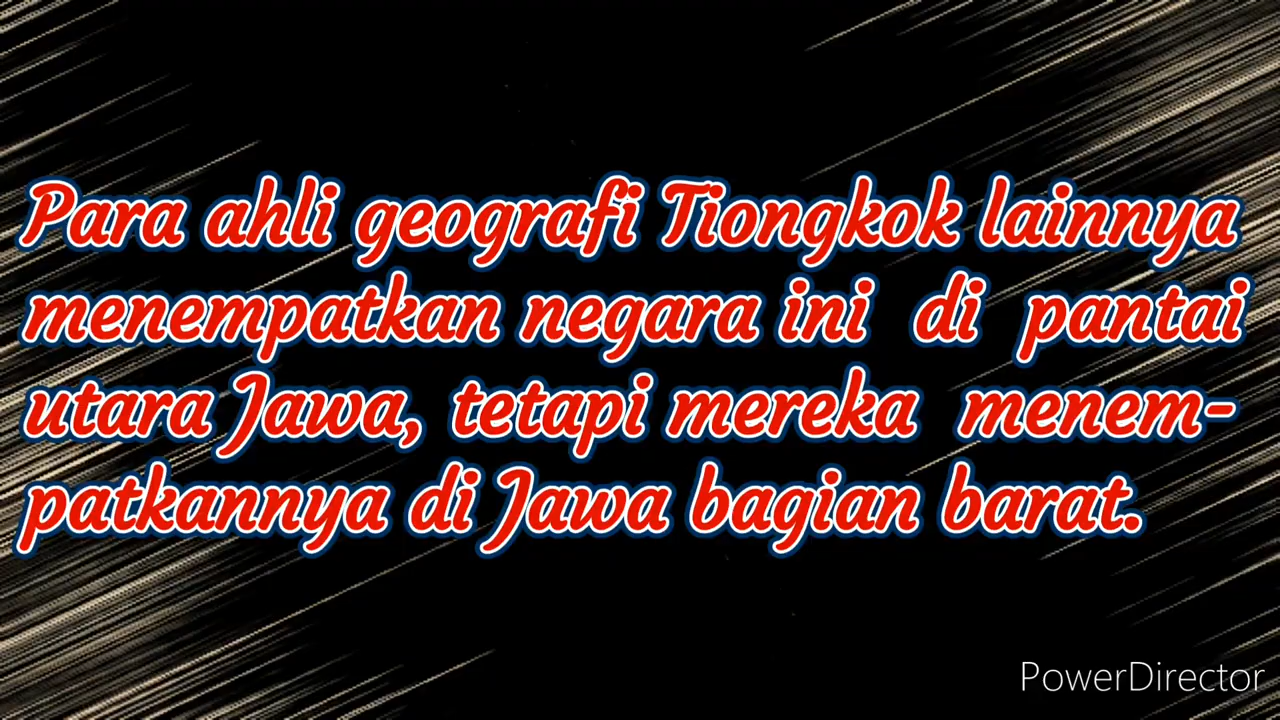 Para ahli geografi Tiongkok lainnya
menempatkan negara ini di pantai
utara Jawa, tetapi mereka menem-
patkannya di Jawa bagian barat.
PowerDirector